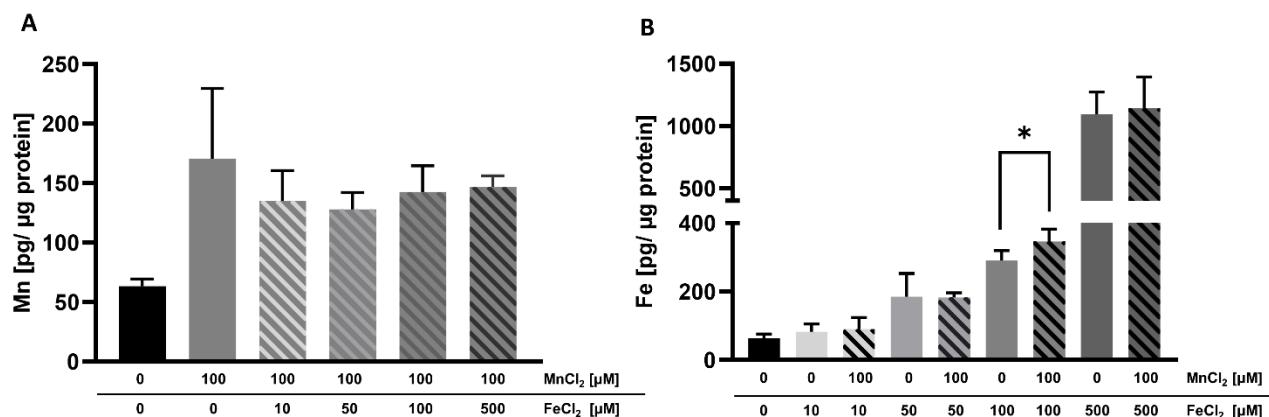 A
Mn [pg/ µg protein]
250
200
150
100
50
0
0 100 100 100 100 100 MnCl2 [µM]
0 0 10 50 100 500 FeCl2 [µM]
B
Fe [pg/ µg protein]
1500
1000
500
400
200
0
*
0 0 100 0 100 0 100 0 100 MnCl2 [µM]
0 10 10 50 50 100 100 500 500 FeCl2 [µM]